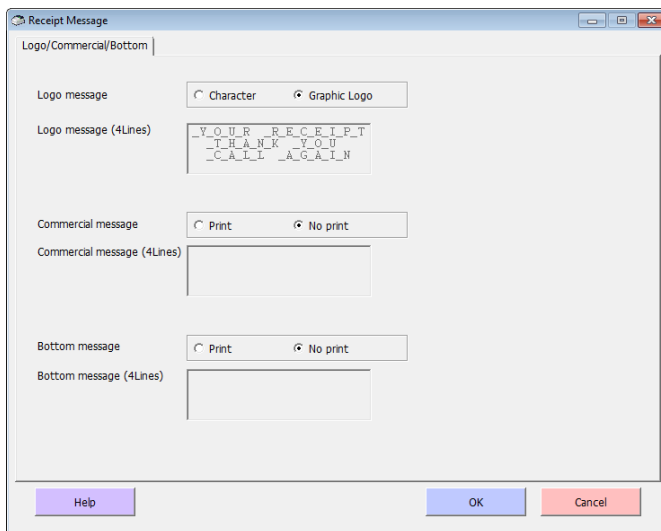 Receipt Message
Logo/Commercial/Bottom
Logo message
Character
Graphic Logo
Logo message (4Lines)
_Y_O_U_R _R_E_C_E_I_P_T
_T_H_A_N_K _Y_O_U
_C_A_L_L _A_G_A_I_N
Commercial message
Print
No print
Commercial message (4Lines)
Bottom message
Print
No print
Bottom message (4Lines)
Help
OK
Cancel